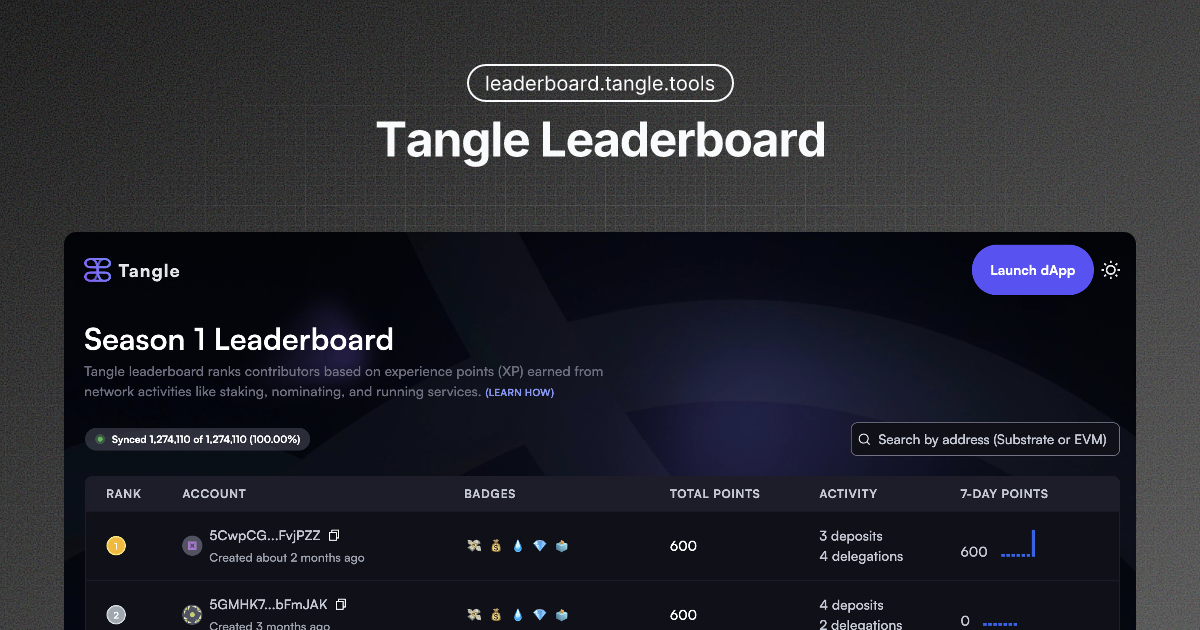 leaderboard.tangle.tools
Tangle Leaderboard
Tangle
Launch dApp
Season 1 Leaderboard
Tangle leaderboard ranks contributors based on experience points (XP) earned from
network activities like staking, nominating, and running services. (LEARN HOW)
Synced 1,274,110 of 1,274,110 (100.00%)
Search by address (Substrate or EVM)
RANK ACCOUNT BADGES TOTAL POINTS ACTIVITY 7-DAY POINTS
1 5CwpCG...FvjPZZ 600 3 deposits 600
Created about 2 months ago 4 delegations
2 5GMHK7...bFmJAK 600 4 deposits 0
Created 3 months ago 2 delegations